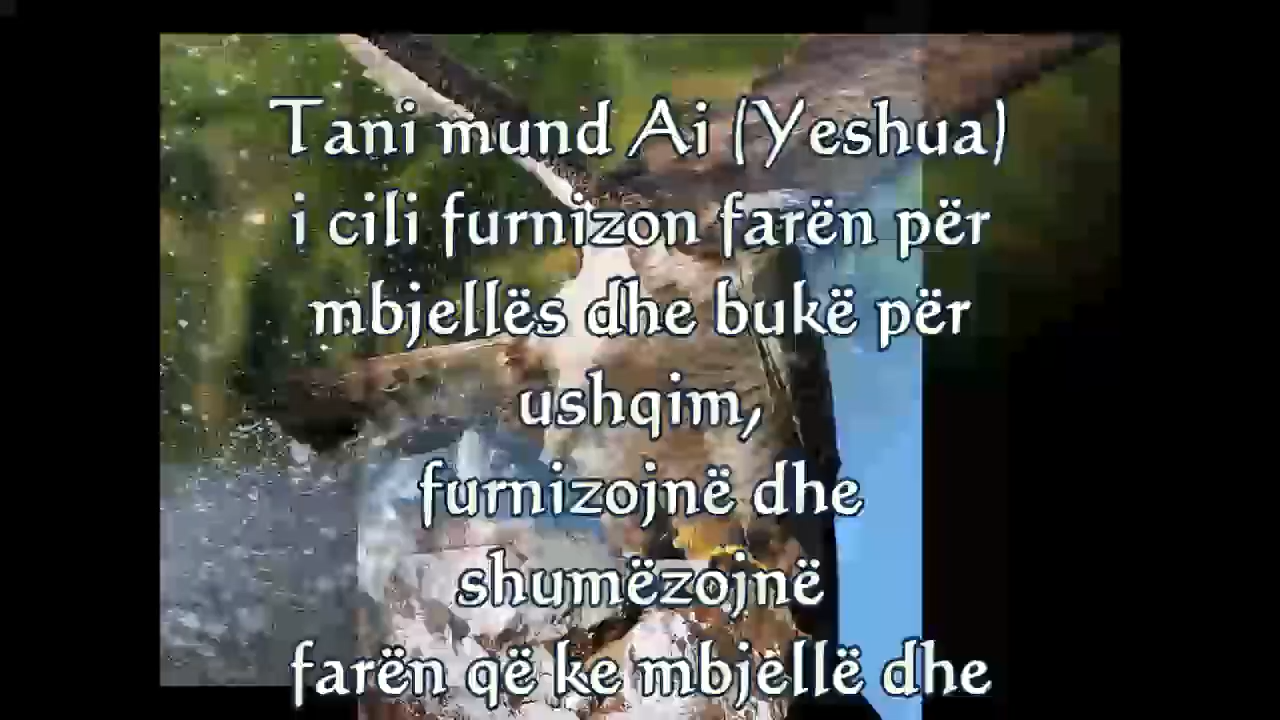 Tani mund Ai (Yeshua)
i cili furnizon farën për
mbjellës dhe bukë për
ushqim,
furnizojnë dhe
shumëzojnë
farën që ke mbjellë dhe